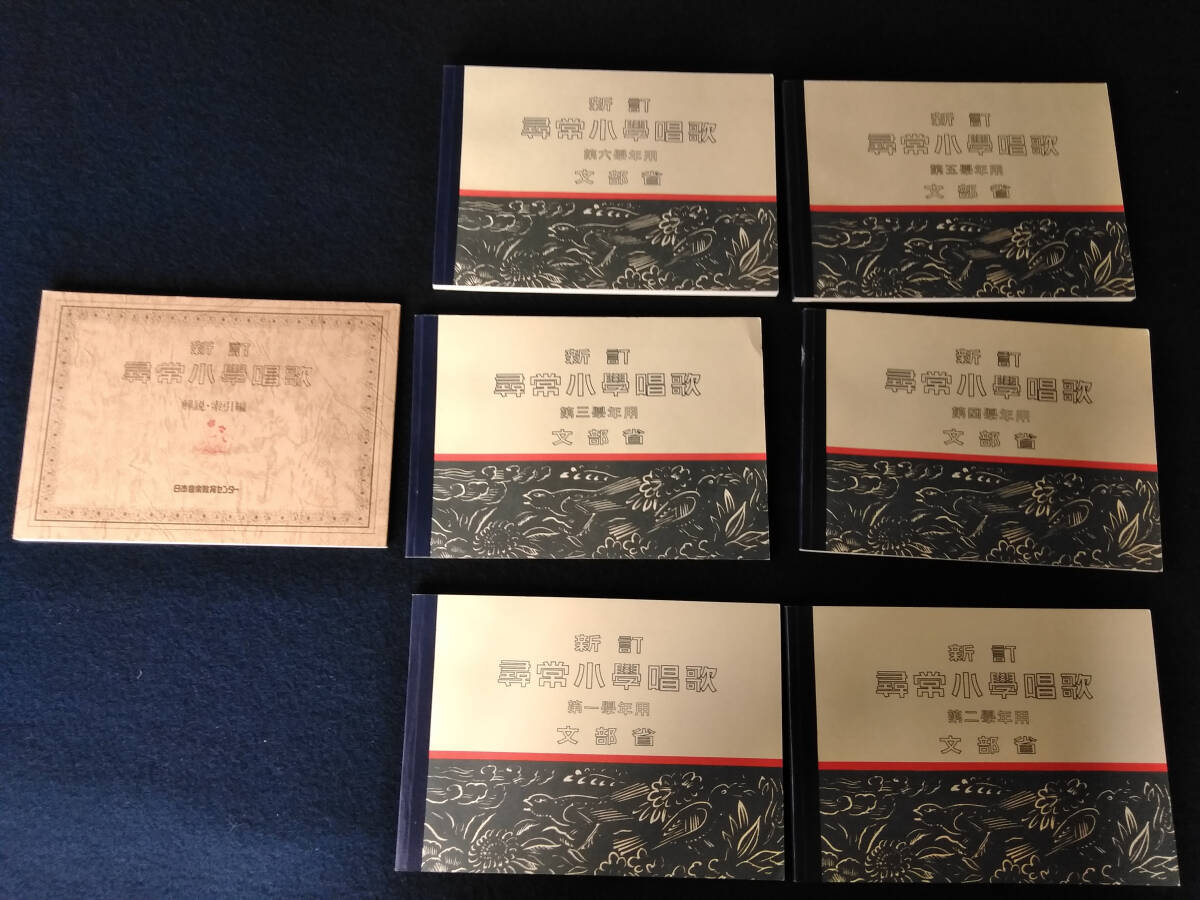 新訂
尋常小學唱歌
第六學年用
文部省
新訂
尋常小學唱歌
第五學年用
文部省
新訂
尋常小學唱歌
解説・索引編
日本音楽教育センター
新訂
尋常小學唱歌
第三學年用
文部省
新訂
尋常小學唱歌
第四學年用
文部省
新訂
尋常小學唱歌
第一學年用
文部省
新訂
尋常小學唱歌
第二學年用
文部省